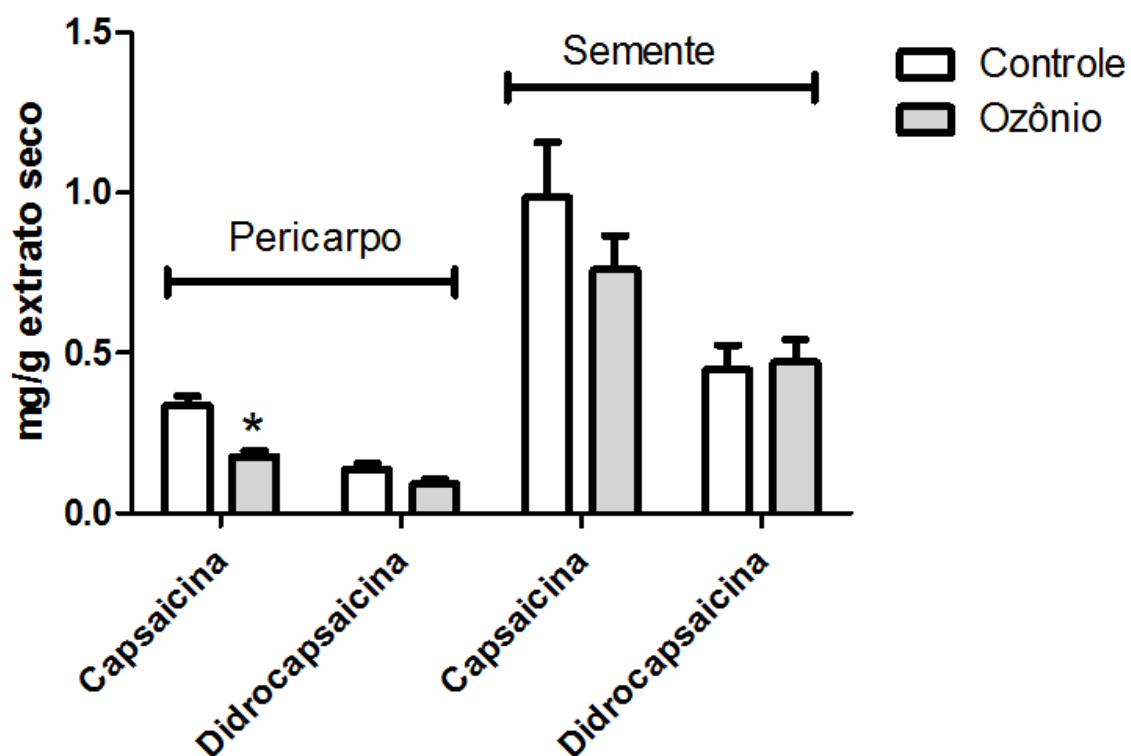 mg/g extrato seco
1.5
1.0
0.5
0.0
Pericarpo
*
Semente
Controle
Ozônio
Capsaicina
Didrocapsaicina
Capsaicina
Didrocapsaicina